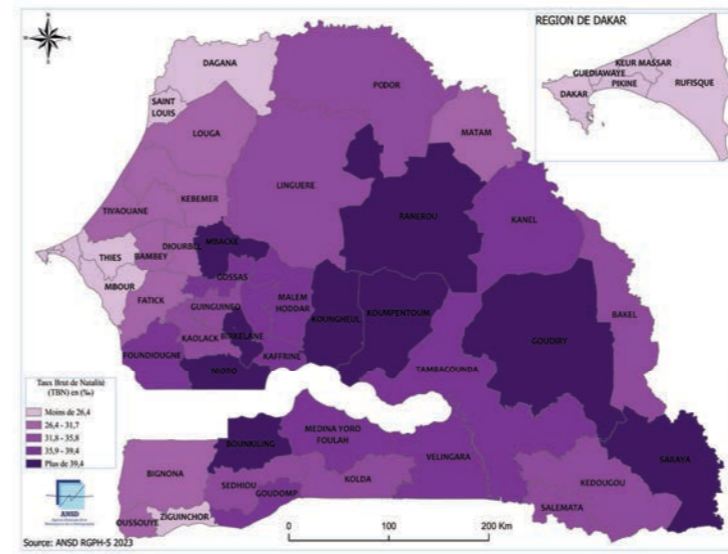 REGION DE DAKAR
KEUR MASSAR
GUEDIAWAYE
PIKINE
RUFISQUE
DAKAR
DAGANA
PODOR
SAINT
LOUIS
LOUGA
MATAM
LINGUERE
KEBEMER
RANEROU
KANEL
TIVAOUANE
MBACKE
DIOURBEL
BAMBEY
THIES
GOSSAS
MBOUR
MALEM
HODDAR
FATICK
GUINGUINEO
KOUNGHEUL
KOUMPENTOUM
BAKEL
KAOLACK
BIRKELANE
GOUDIRY
FOUNDIOUGNE
KAFFRINE
NIORO
TAMBACOUNDA
Taux Brut de Natalité
(TBN) en (‰)
Moins de 26,4
26,4 - 31,7
31,8 - 35,8
35,9 - 39,4
Plus de 39,4
MEDINA YORO
FOULAH
BOUNKILING
VELINGARA
SARAYA
BIGNONA
SEDHIOU
KOLDA
KEDOUGOU
GOUDOMP
SALEMATA
ZIGUINCHOR
OUSSOUYE
ANSD
0 100 200 Km
Source: ANSD RGPH-5 2023